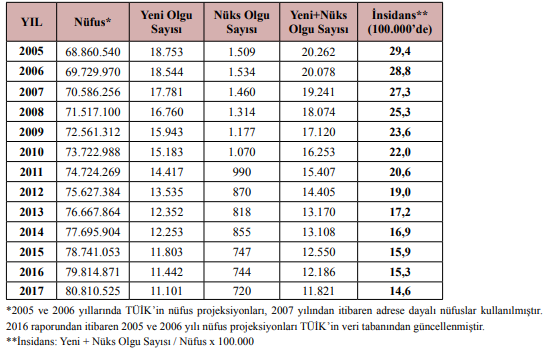 YIL Nüfus* Yeni Olgu Sayısı Nüks Olgu Sayısı Yeni+Nüks Olgu Sayısı İnsidans** (100.000’de)
2005 68.860.540 18.753 1.509 20.262 29,4
2006 69.729.970 18.544 1.534 20.078 28,8
2007 70.586.256 17.781 1.460 19.241 27,3
2008 71.517.100 16.760 1.314 18.074 25,3
2009 72.561.312 15.943 1.177 17.120 23,6
2010 73.722.988 15.183 1.070 16.253 22,0
2011 74.724.269 14.417 990 15.407 20,6
2012 75.627.384 13.535 870 14.405 19,0
2013 76.667.864 12.352 818 13.170 17,2
2014 77.695.904 12.253 855 13.108 16,9
2015 78.741.053 11.803 747 12.550 15,9
2016 79.814.871 11.442 744 12.186 15,3
2017 80.810.525 11.101 720 11.821 14,6
*2005 ve 2006 yıllarında TÜİK’in nüfus projeksiyonları, 2007 yılından itibaren adrese dayalı nüfuslar kullanılmıştır.
2016 raporundan itibaren 2005 ve 2006 yılı nüfus projeksiyonları TÜİK’in veri tabanından güncellenmiştir.
**İnsidans: Yeni + Nüks Olgu Sayısı / Nüfus x 100.000